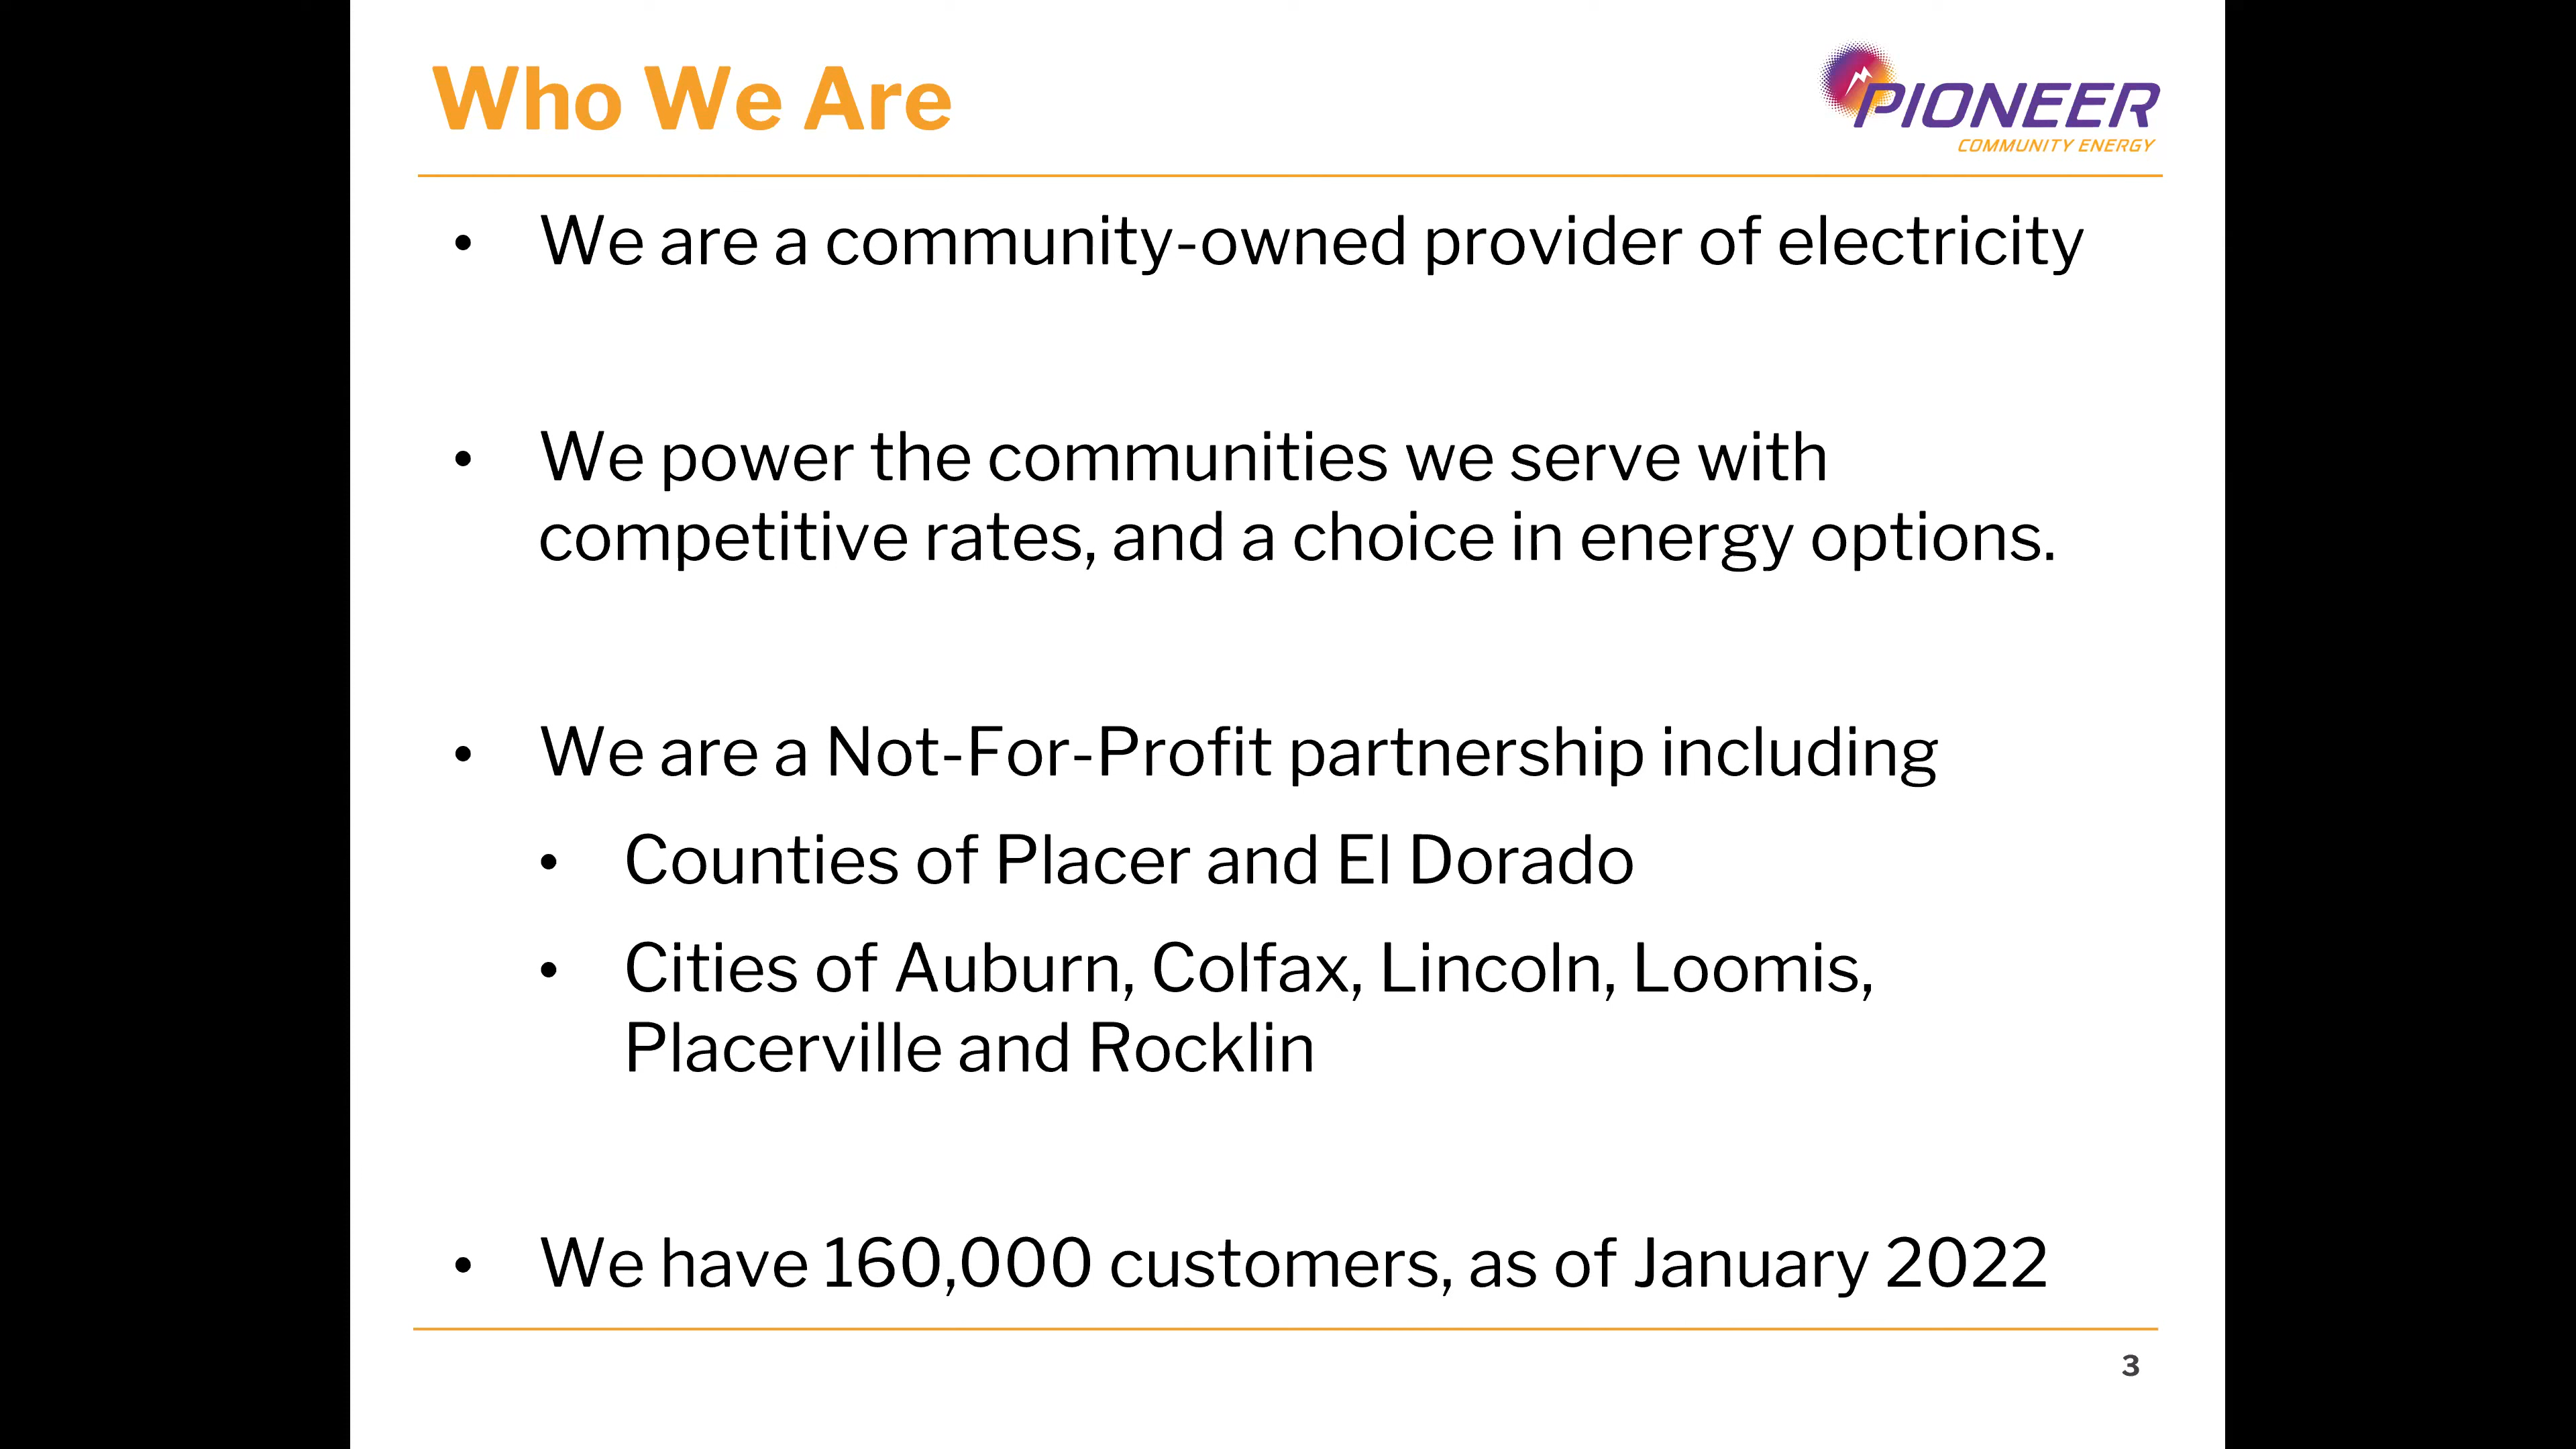 Who We Are
PIONEER
COMMUNITY ENERGY
• We are a community-owned provider of electricity
• We power the communities we serve with
competitive rates, and a choice in energy options.
• We are a Not-For-Profit partnership including
• Counties of Placer and El Dorado
• Cities of Auburn, Colfax, Lincoln, Loomis,
Placerville and Rocklin
• We have 160,000 customers, as of January 2022
3